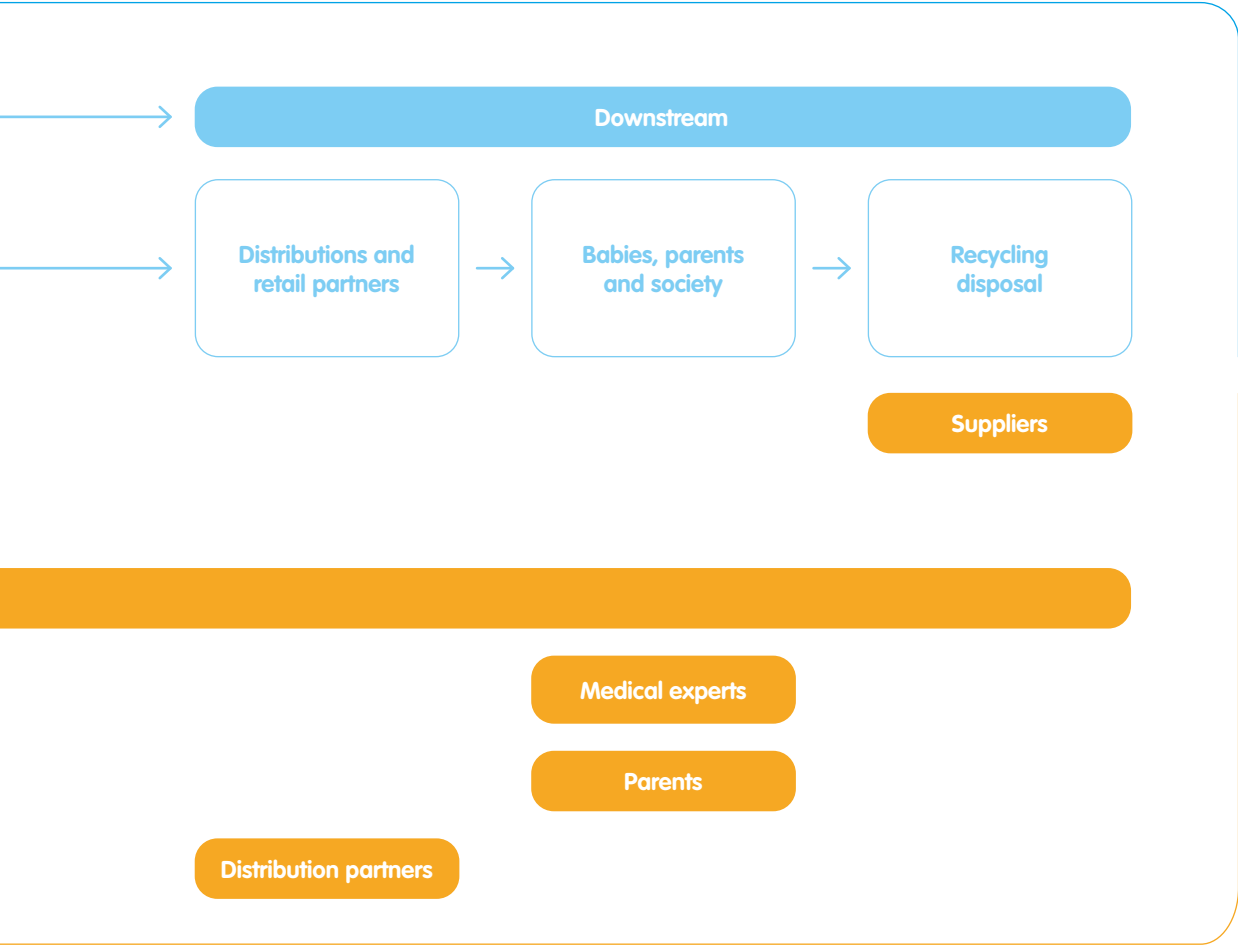 Downstream
Distributions and
retail partners
Babies, parents
and society
Recycling
disposal
Suppliers
Medical experts
Parents
Distribution partners